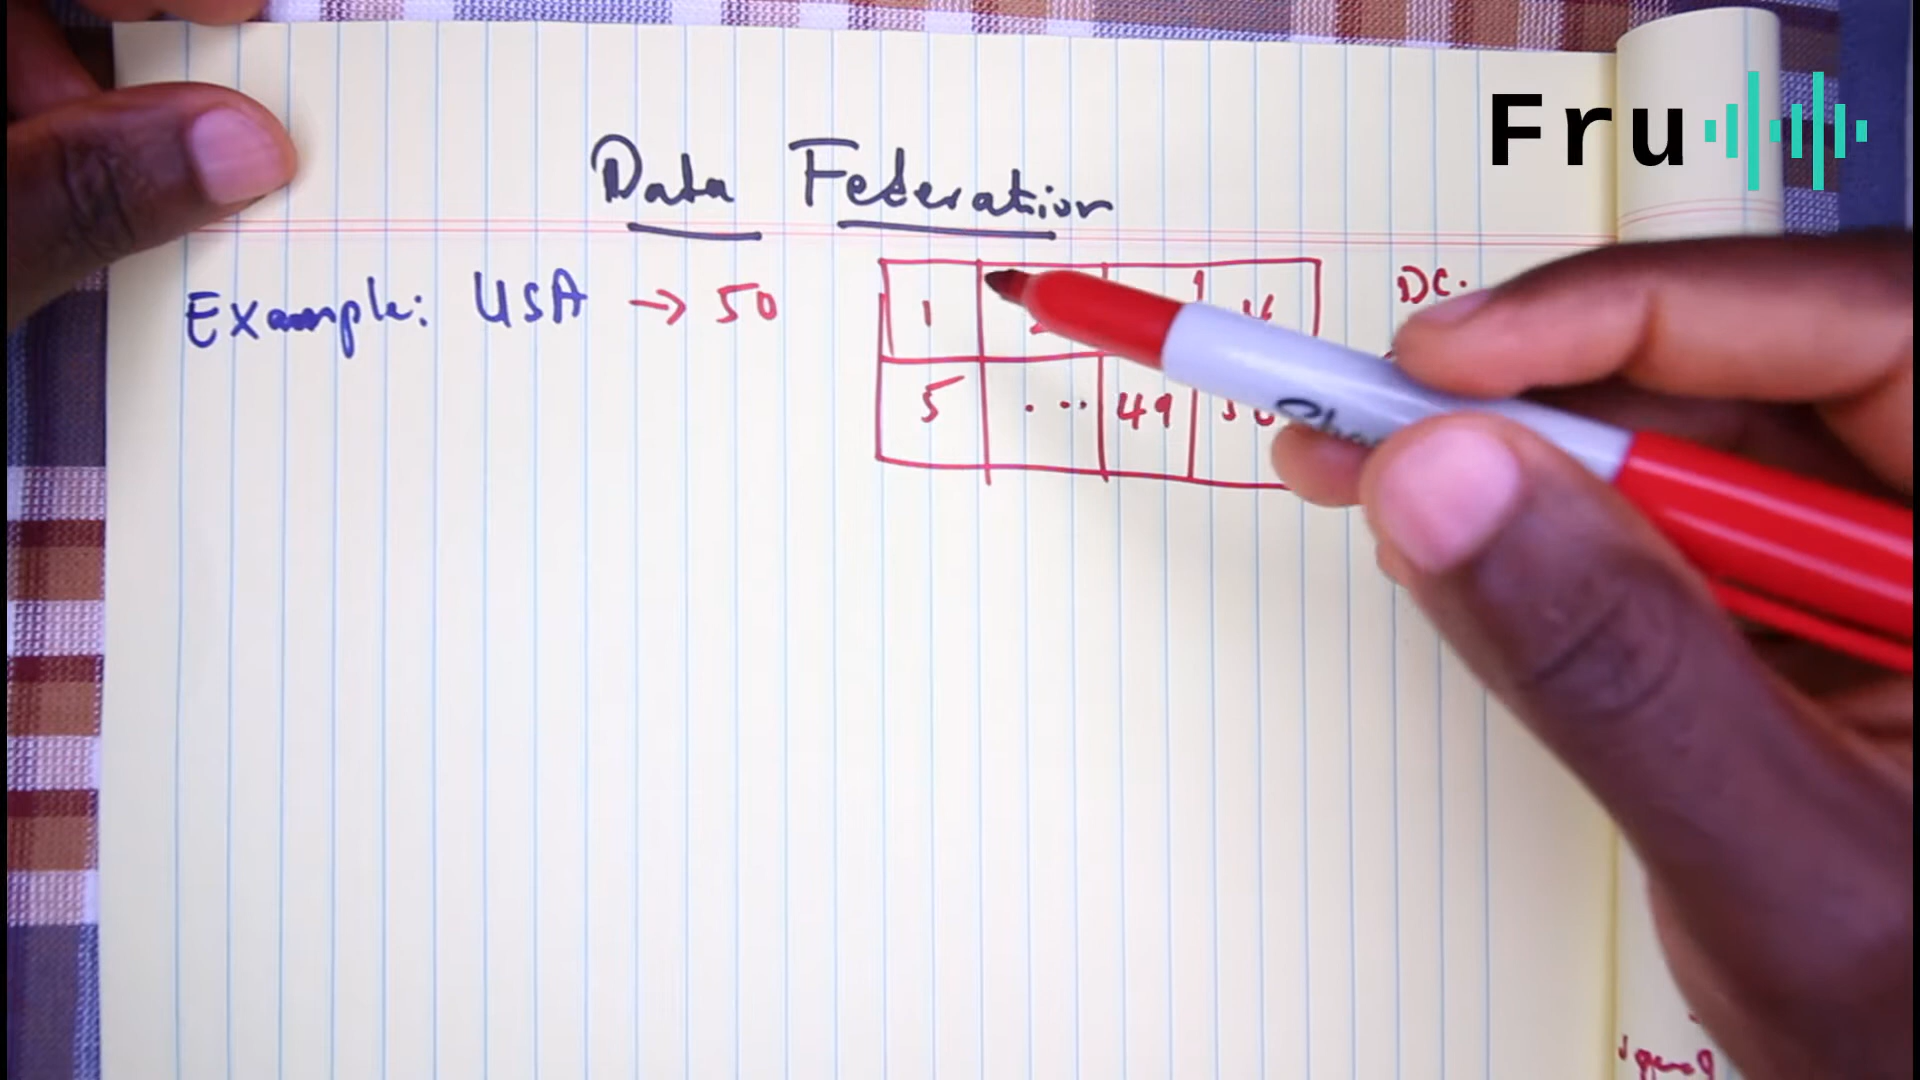 Fru
Data Federation
Example: USA → 50
1
DC.
5 ... 49